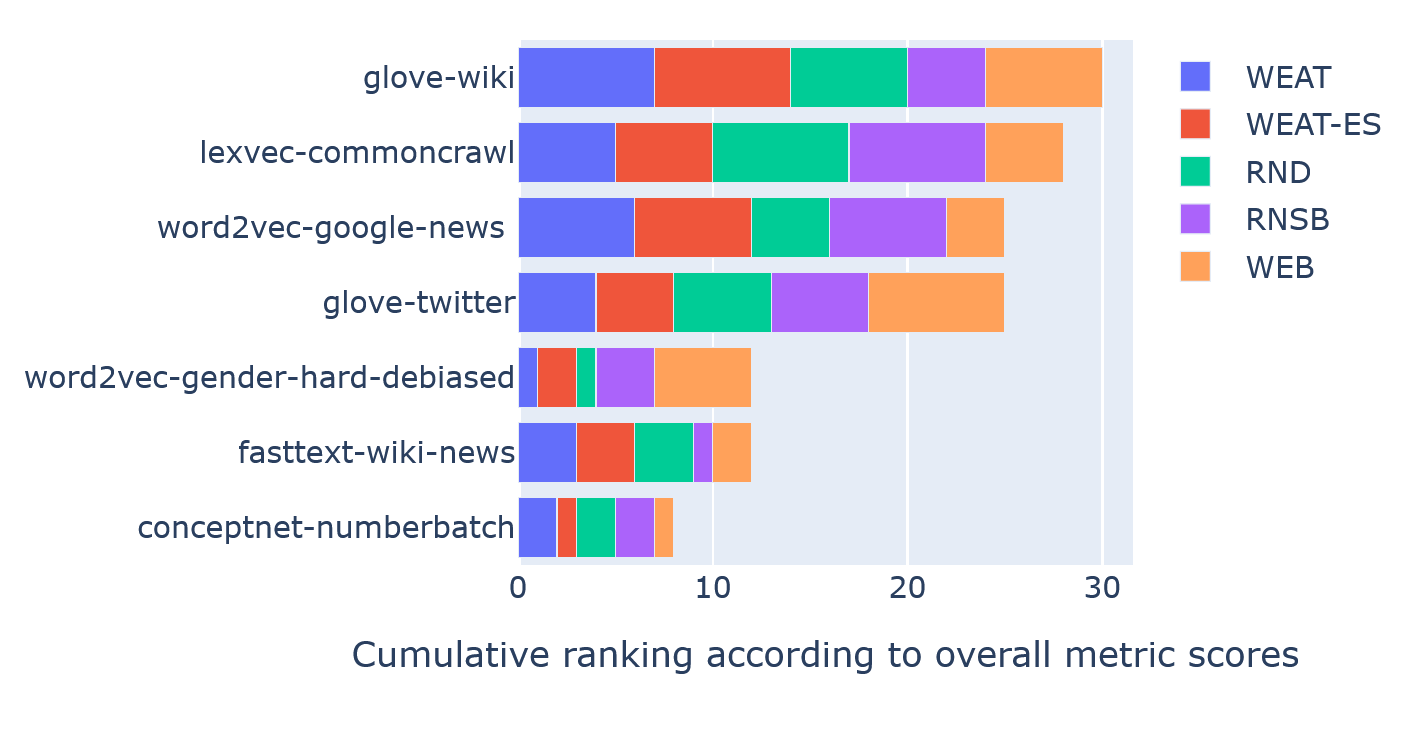 glove-wiki
lexvec-commoncrawl
word2vec-google-news
glove-twitter
word2vec-gender-hard-debiased
fasttext-wiki-news
conceptnet-numberbatch
0 10 20 30
Cumulative ranking according to overall metric scores
WEAT
WEAT-ES
RND
RNSB
WEB